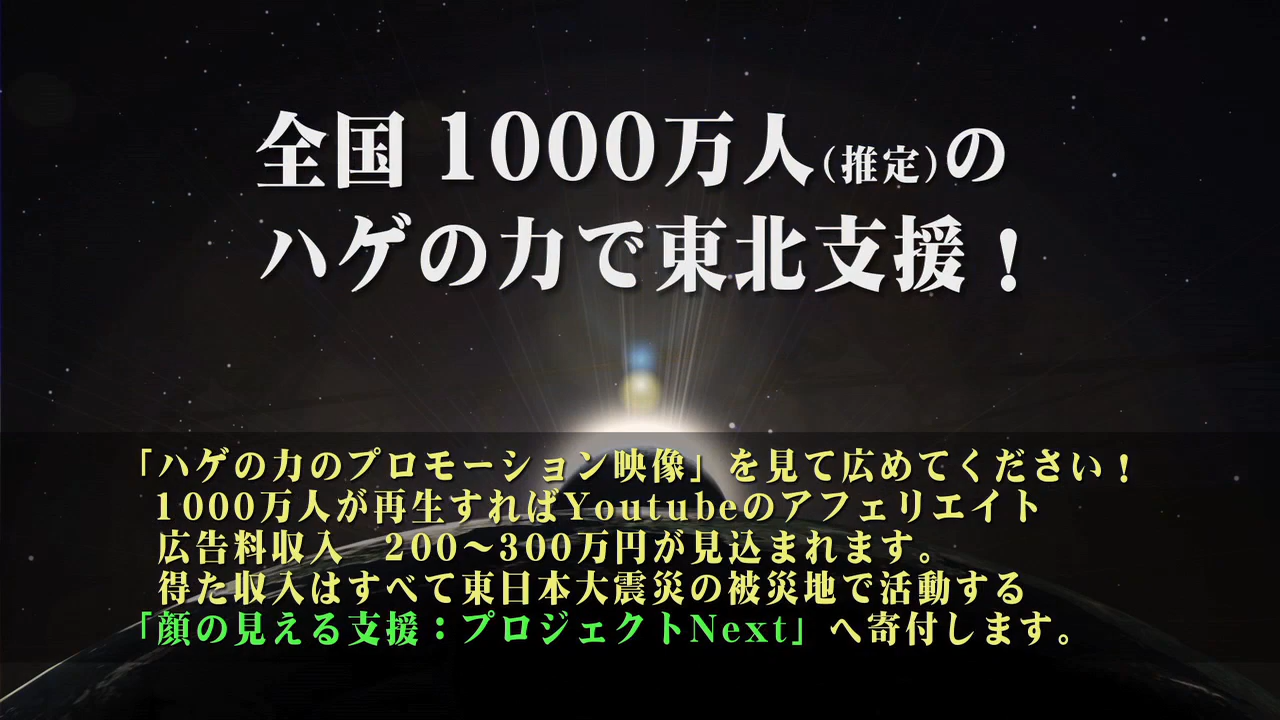 全国1000万人(推定)の
ハゲの力で東北支援！
「ハゲの力のプロモーション映像」を見て広めてください！
1000万人が再生すればYoutubeのアフェリエイト
広告料収入　200～300万円が見込まれます。
得た収入はすべて東日本大震災の被災地で活動する
「顔の見える支援：プロジェクトNext」へ寄付します。